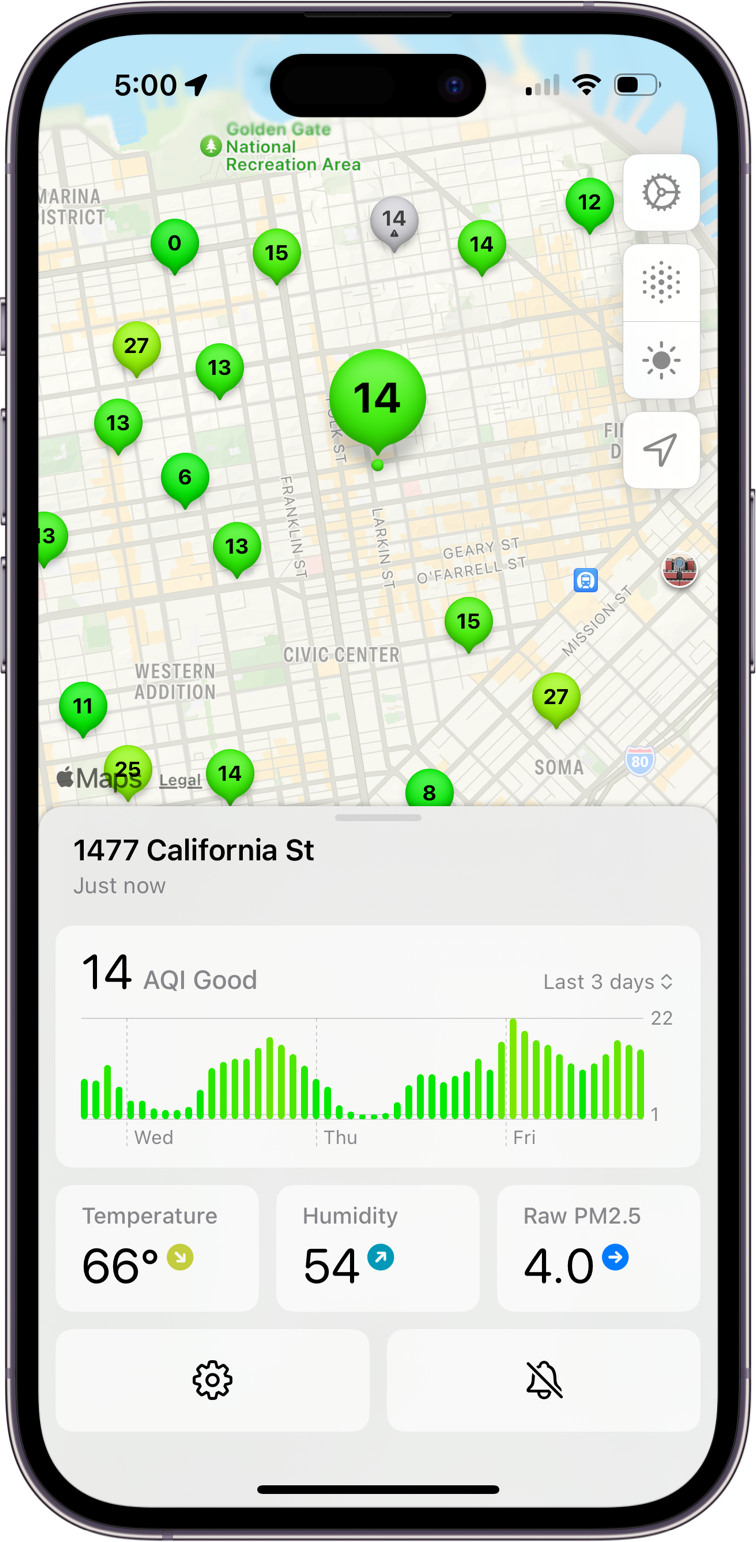 5:00
Golden Gate
National
Recreation Area
MARINA
DISTRICT
12
14
0
15
14
27
13
14
13
6
13
13
POLK ST
FRANKLIN ST
LARKIN ST
GEARY ST
O'FARRELL ST
MISSION ST
15
CIVIC CENTER
WESTERN
ADDITION
11
27
25
14
8
SOMA
80
Maps
Legal
1477 California St
Just now
14 AQI Good
Last 3 days
22
1
Wed
Thu
Fri
Temperature
66°
Humidity
54
Raw PM2.5
4.0